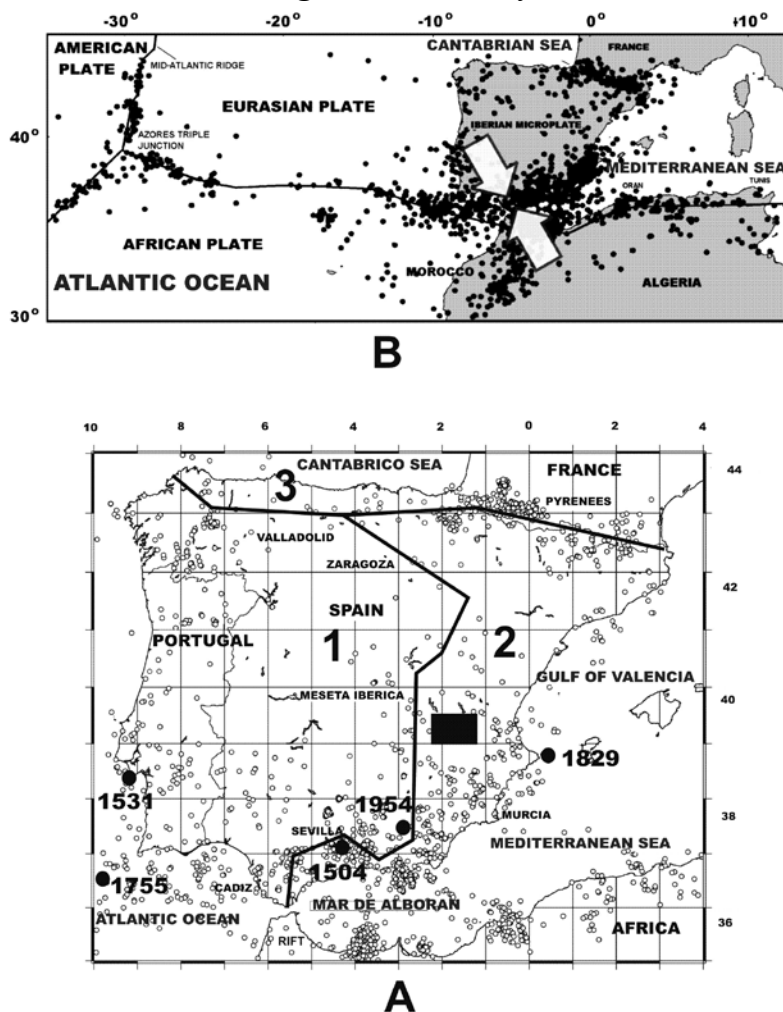 -30° -20° -10° 0° +10°
AMERICAN PLATE
MID-ATLANTIC RIDGE
CANTABRIAN SEA
FRANCE
EURASIAN PLATE
IBERIAN MICROPLATE
40°
AZORES TRIPLE JUNCTION
MEDITERRANEAN SEA
ORAN
TUNIS
AFRICAN PLATE
MOROCCO
ATLANTIC OCEAN
ALGERIA
30°
B
10 8 6 4 2 0 2 4
CANTABRICO SEA
FRANCE
44
3
PYRENEES
VALLADOLID
ZARAGOZA
42
SPAIN
PORTUGAL
1
2
GULF OF VALENCIA
MESETA IBERICA
40
1829
1531
1954
38
SEVILLA
MURCIA
1504
MEDITERRANEAN SEA
1755
CADIZ
MAR DE ALBORAN
ATLANTIC OCEAN
AFRICA
36
RIFT
A